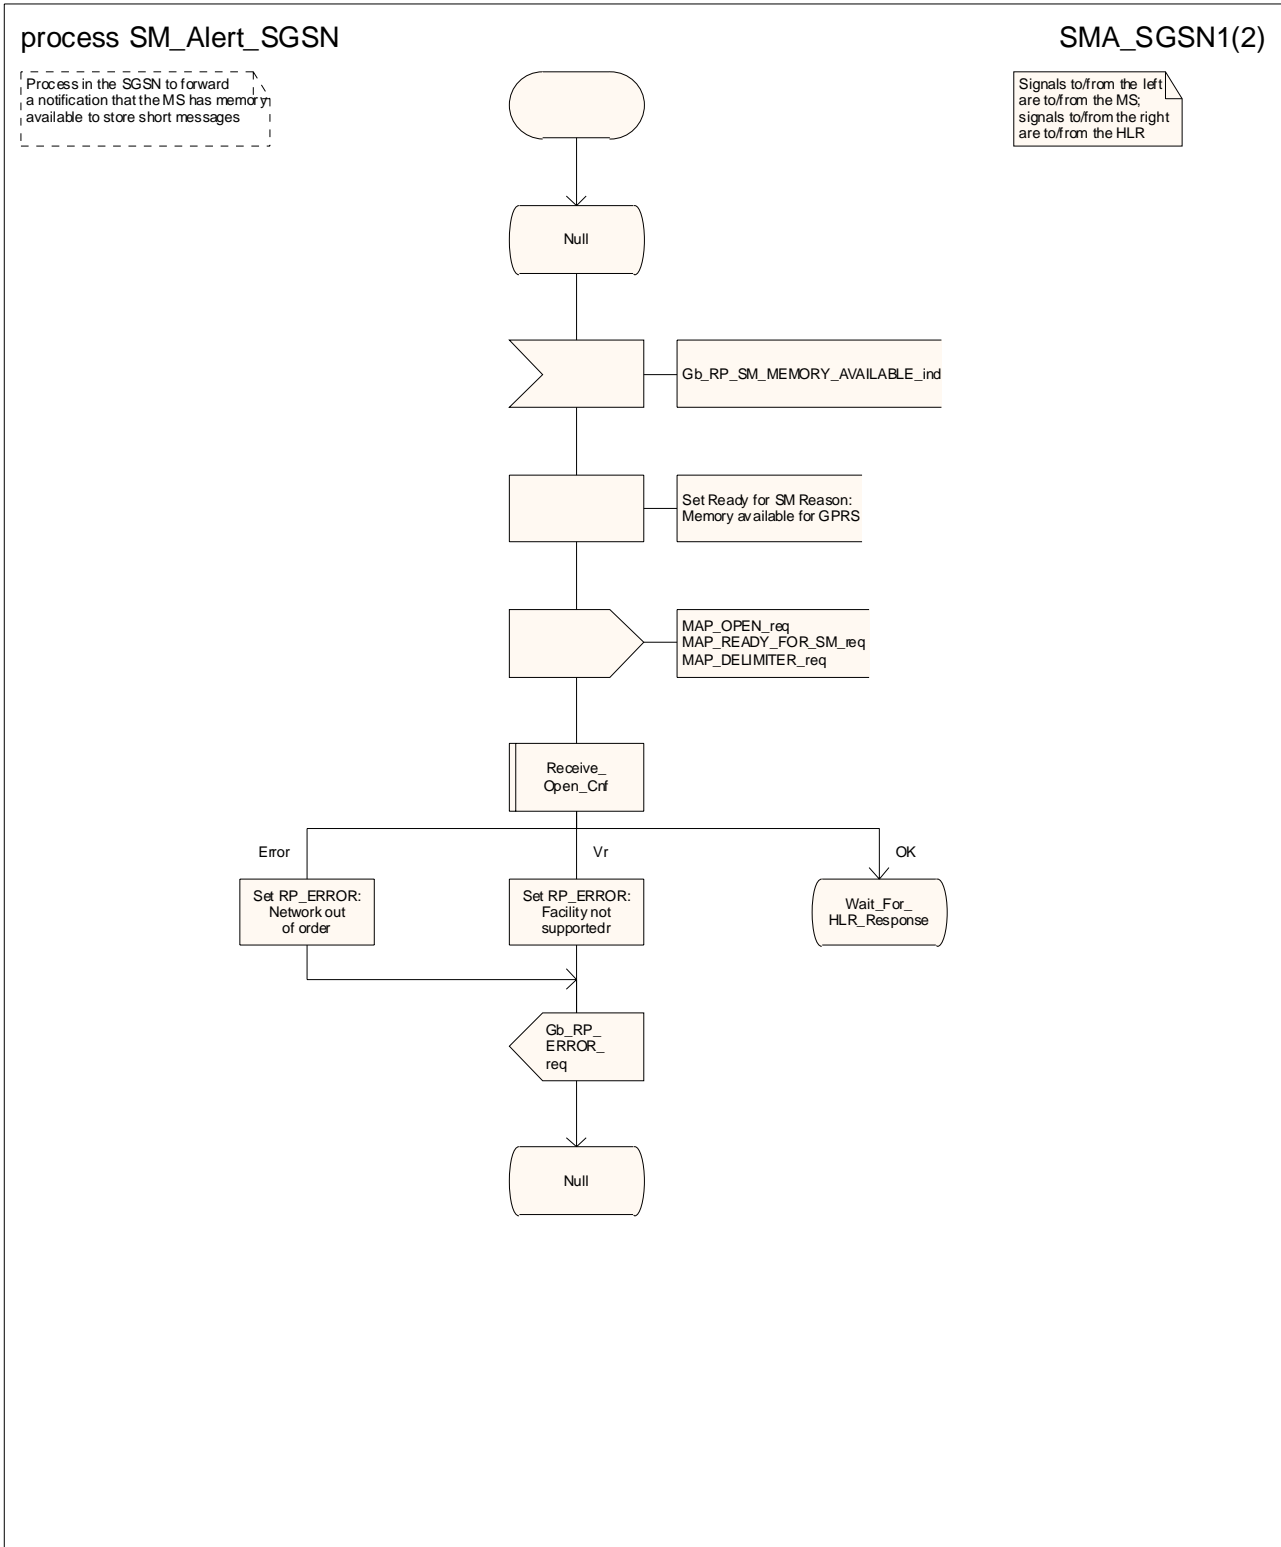 process SM_Alert_SGSN
SMA_SGSN1(2)
Process in the SGSN to forward
a notification that the MS has memory
available to store short messages
Signals to/from the left
are to/from the MS;
signals to/from the right
are to/from the HLR
Null
Gb_RP_SM_MEMORY_AVAILABLE_ind
Set Ready for SM Reason:
Memory available for GPRS
MAP_OPEN_req
MAP_READY_FOR_SM_req
MAP_DELIMITER_req
Receive_
Open_Cnf
Error
Vr
OK
Set RP_ERROR:
Network out
of order
Set RP_ERROR:
Facility not
supportedr
Wait_For_
HLR_Response
Gb_RP_
ERROR_
req
Null